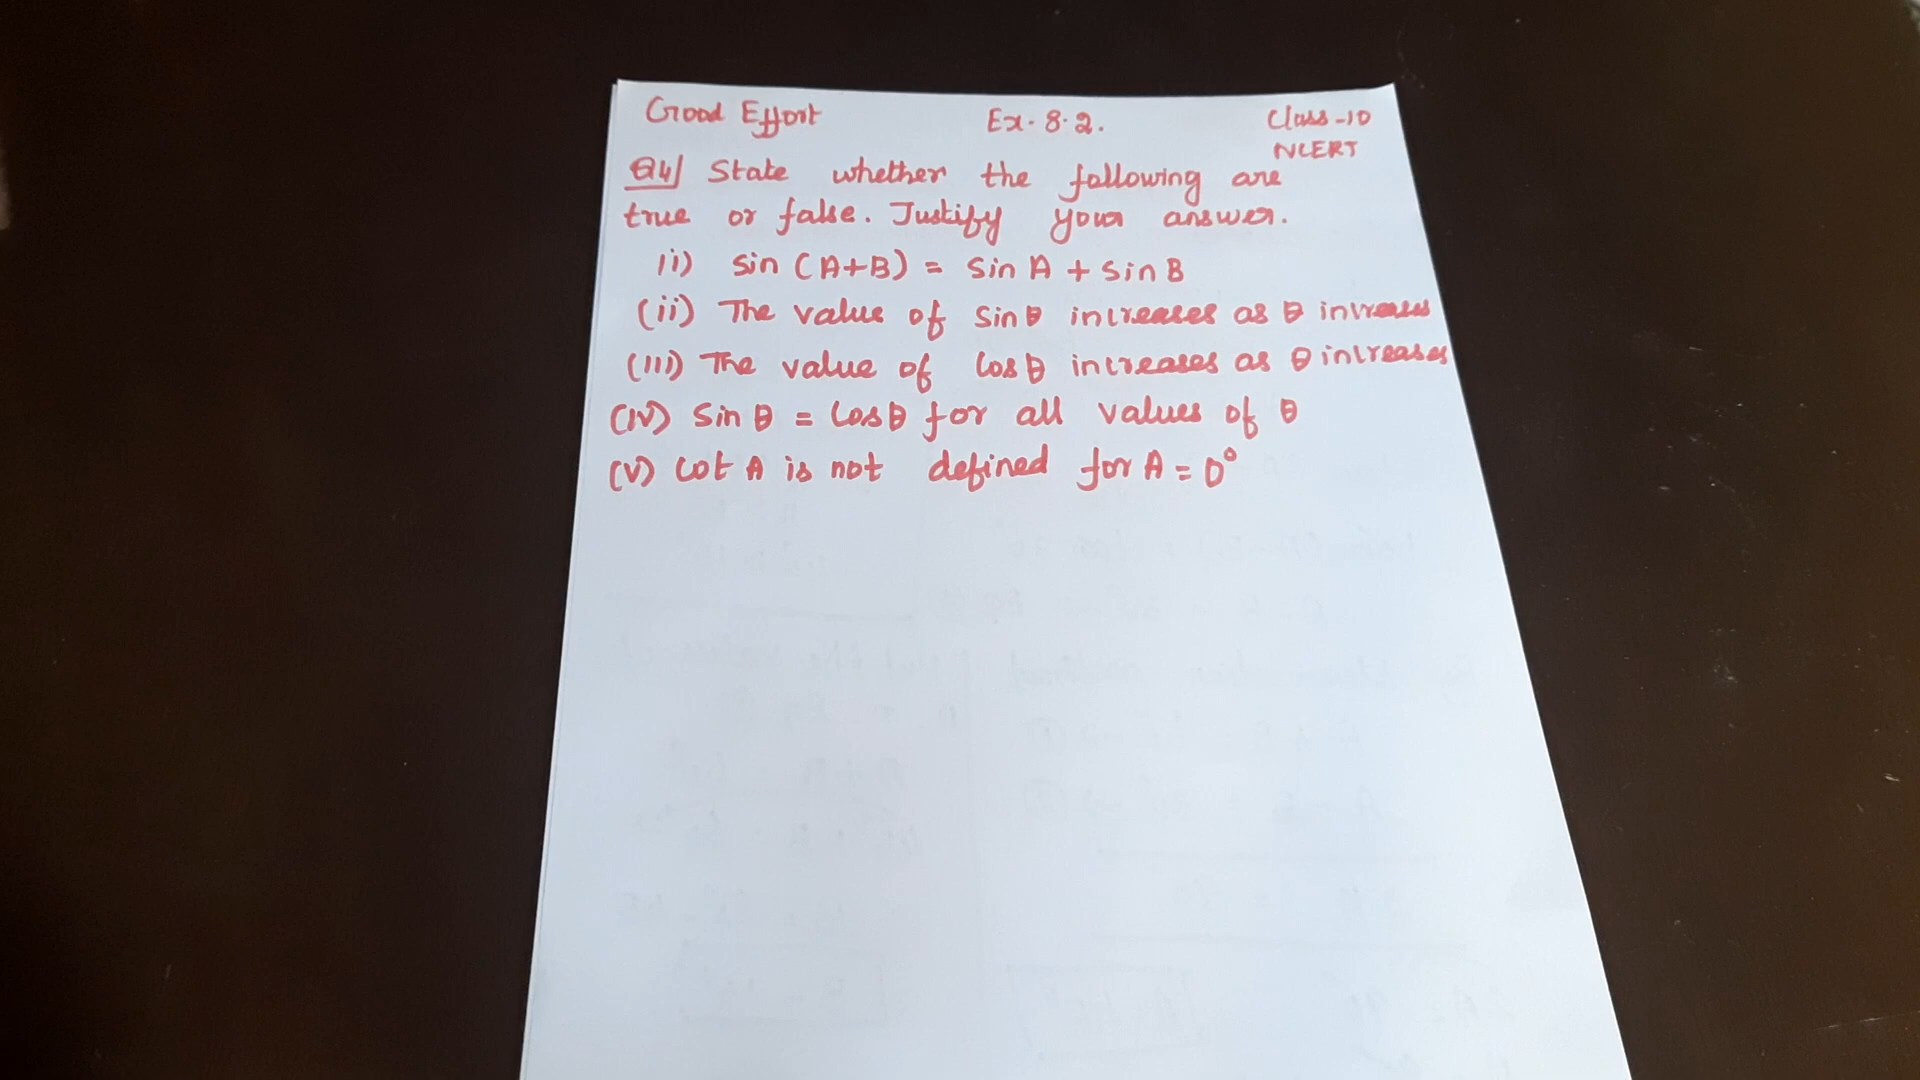 Good Effort Ex. 8.2. Class-10
NCERT
Q4/ State whether the following are
true or false. Justify your answer.
(i) sin (A+B) = sin A + sin B
(ii) The value of sin θ increases as θ increases
(iii) The value of cos θ increases as θ increases
(iv) sin θ = cos θ for all values of θ
(v) cot A is not defined for A = 0°